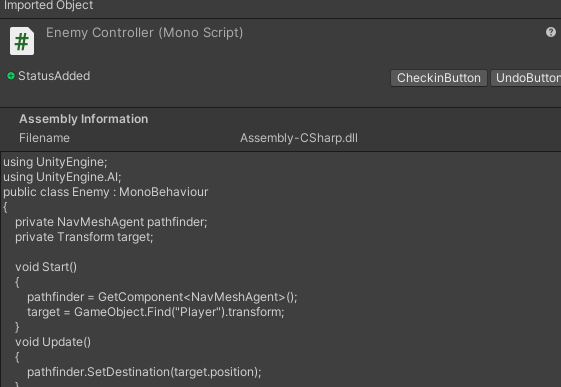 Imported Object
Enemy Controller (Mono Script)
StatusAdded
CheckinButton UndoButton
Assembly Information
Filename Assembly-CSharp.dll
using UnityEngine;
using UnityEngine.AI;
public class Enemy : MonoBehaviour
{
    private NavMeshAgent pathfinder;
    private Transform target;

    void Start()
    {
        pathfinder = GetComponent<NavMeshAgent>();
        target = GameObject.Find("Player").transform;
    }
    void Update()
    {
        pathfinder.SetDestination(target.position);
    }